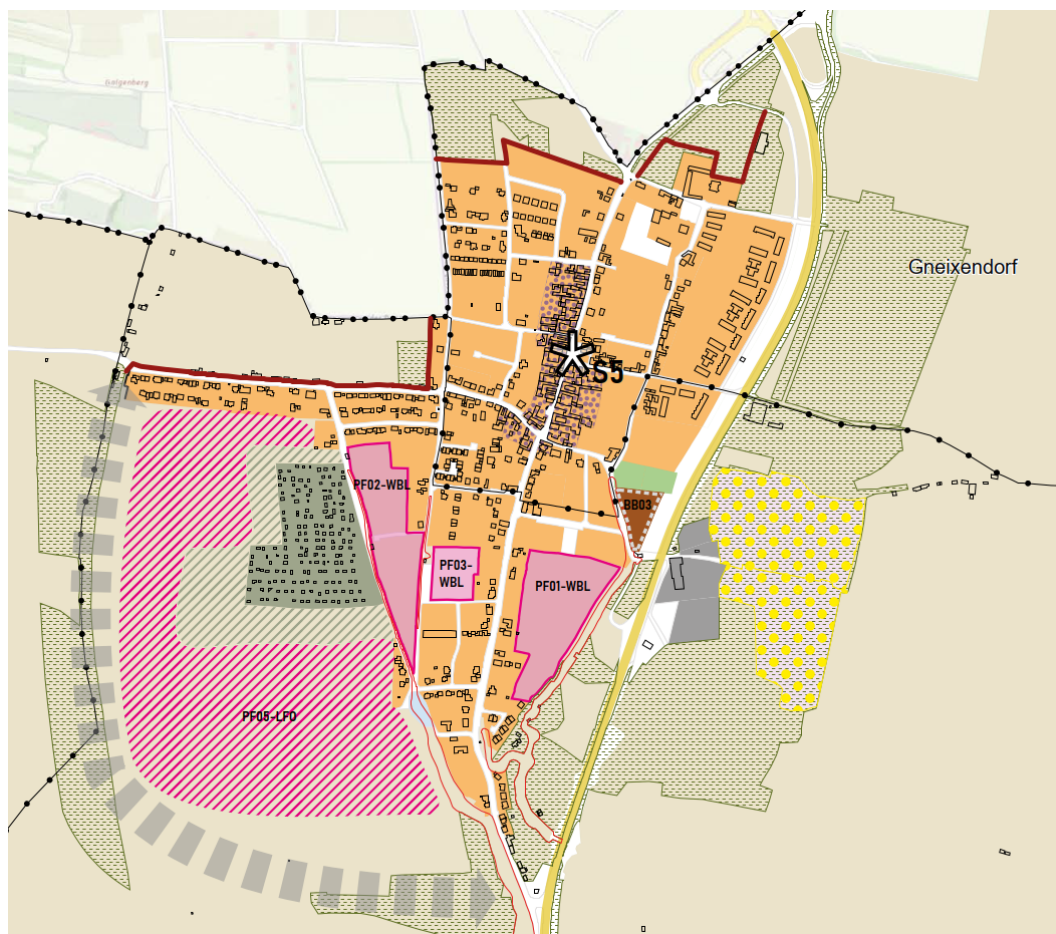 Galgenberg
Gneixendorf
S5
PF02-WBL
BB03
PF03-
WBL
PF01-WBL
PF05-LFO